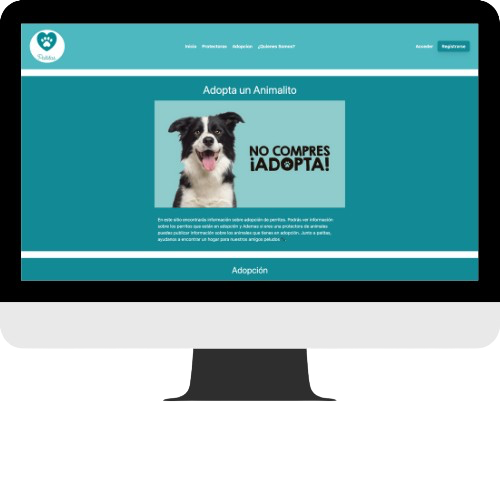 Inicio Protectoras Adopción ¿Quienes Somos?
Acceder Registrarse
Adopta un Animalito
NO COMPRES
¡ADOPTA!
En este sitio encontrarás información sobre adopción de perritos. Podrás ver información
sobre los perritos que están en adopción y además si eres una protectora de animales
puedes publicar información sobre los animales que tienes en adopción. Junto a patitas,
ayudanos a encontrar un hogar para nuestros amigos peludos
Adopción